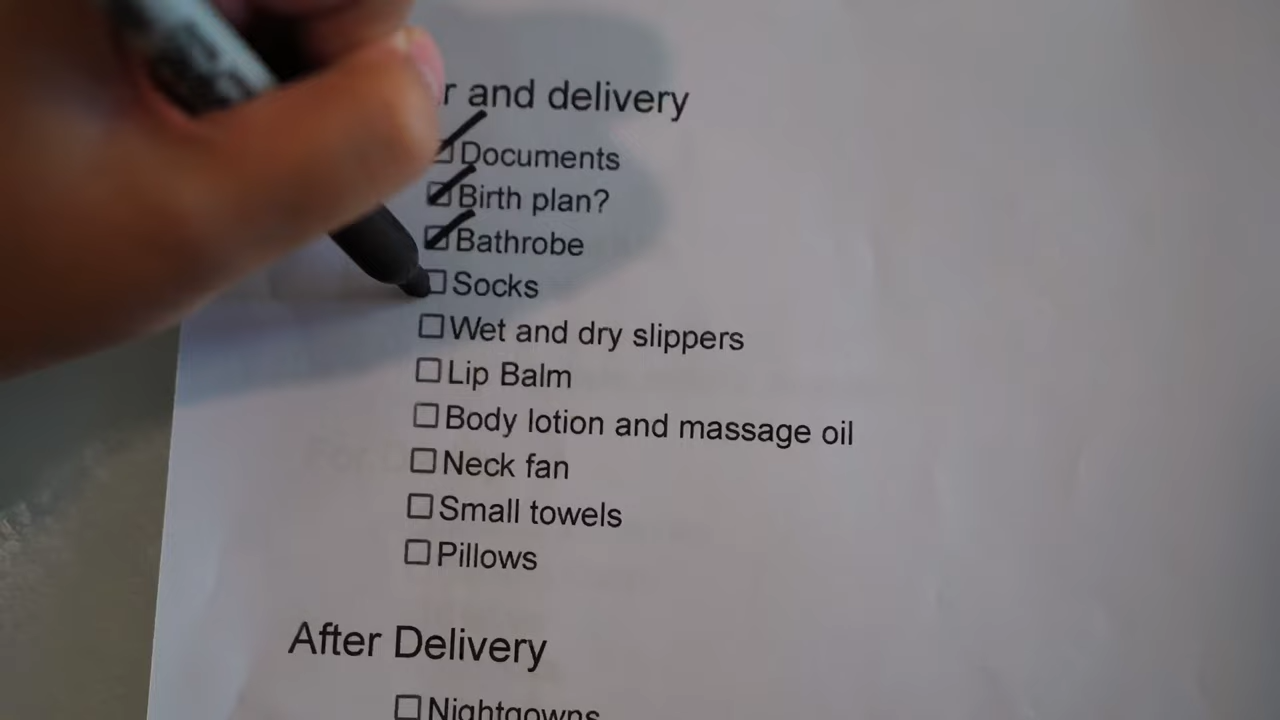 r and delivery
Documents
Birth plan?
Bathrobe
Socks
Wet and dry slippers
Lip Balm
Body lotion and massage oil
Neck fan
Small towels
Pillows
After Delivery
Nightgowns